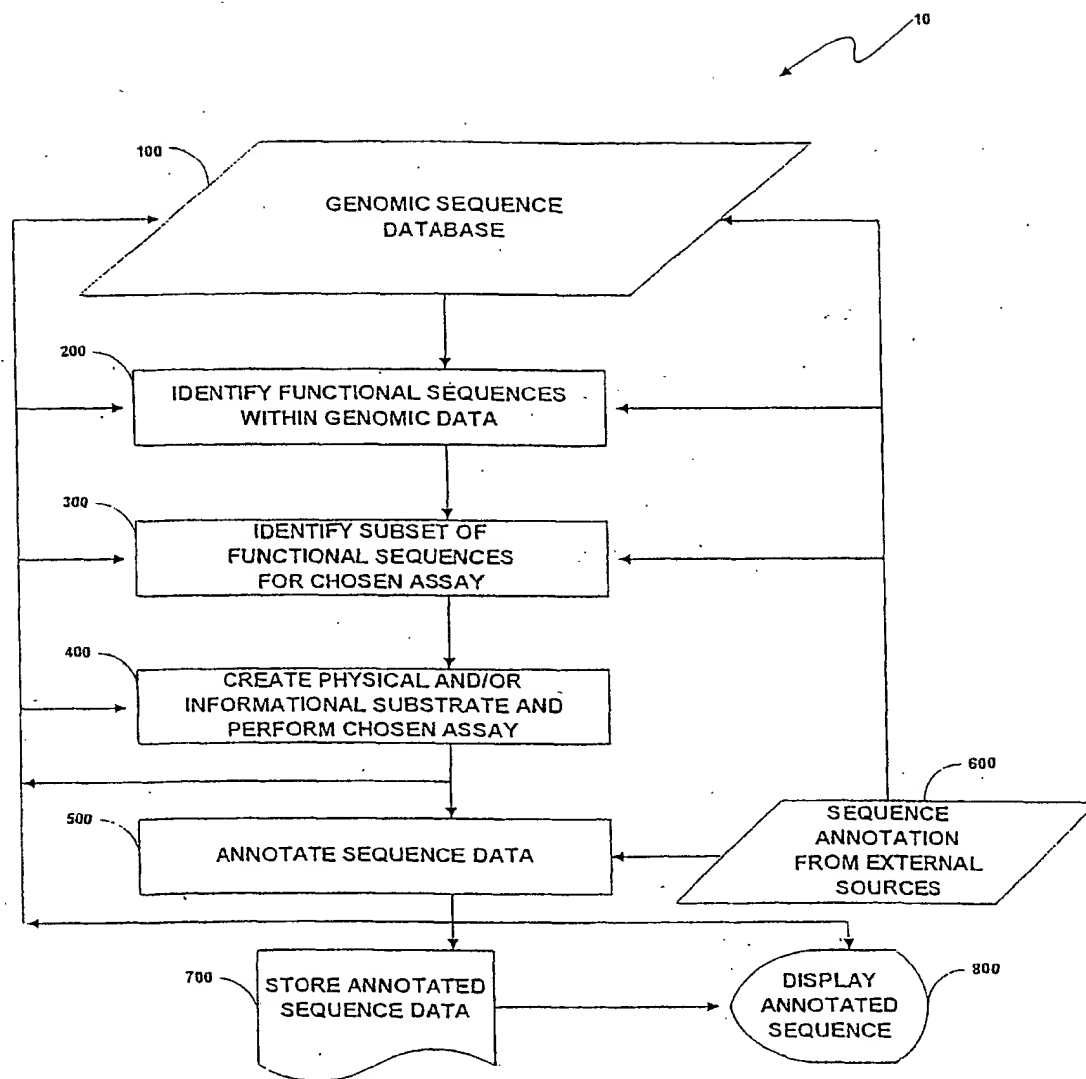 10
100
GENOMIC SEQUENCE
DATABASE
200
IDENTIFY FUNCTIONAL SEQUENCES
WITHIN GENOMIC DATA
300
IDENTIFY SUBSET OF
FUNCTIONAL SEQUENCES
FOR CHOSEN ASSAY
400
CREATE PHYSICAL AND/OR
INFORMATIONAL SUBSTRATE AND
PERFORM CHOSEN ASSAY
500
ANNOTATE SEQUENCE DATA
600
SEQUENCE
ANNOTATION
FROM EXTERNAL
SOURCES
700
STORE ANNOTATED
SEQUENCE DATA
800
DISPLAY
ANNOTATED
SEQUENCE